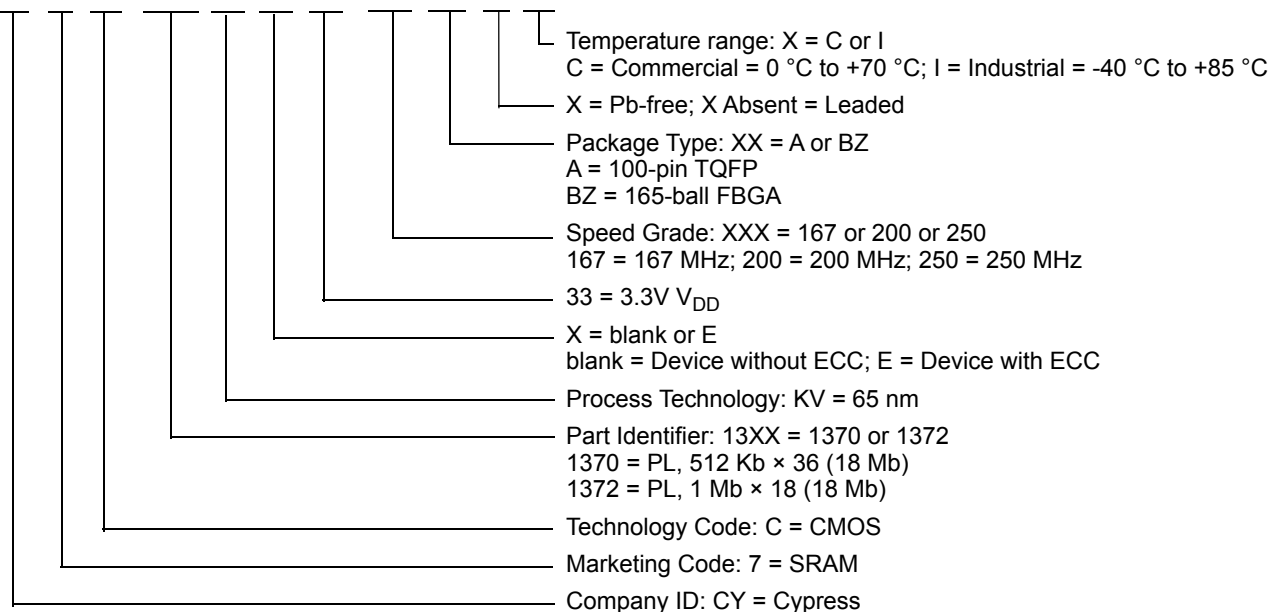 Temperature range: X = C or I
C = Commercial = 0 °C to +70 °C; I = Industrial = -40 °C to +85 °C
X = Pb-free; X Absent = Leaded
Package Type: XX = A or BZ
A = 100-pin TQFP
BZ = 165-ball FBGA
Speed Grade: XXX = 167 or 200 or 250
167 = 167 MHz; 200 = 200 MHz; 250 = 250 MHz
33 = 3.3V VDD
X = blank or E
blank = Device without ECC; E = Device with ECC
Process Technology: KV = 65 nm
Part Identifier: 13XX = 1370 or 1372
1370 = PL, 512 Kb × 36 (18 Mb)
1372 = PL, 1 Mb × 18 (18 Mb)
Technology Code: C = CMOS
Marketing Code: 7 = SRAM
Company ID: CY = Cypress